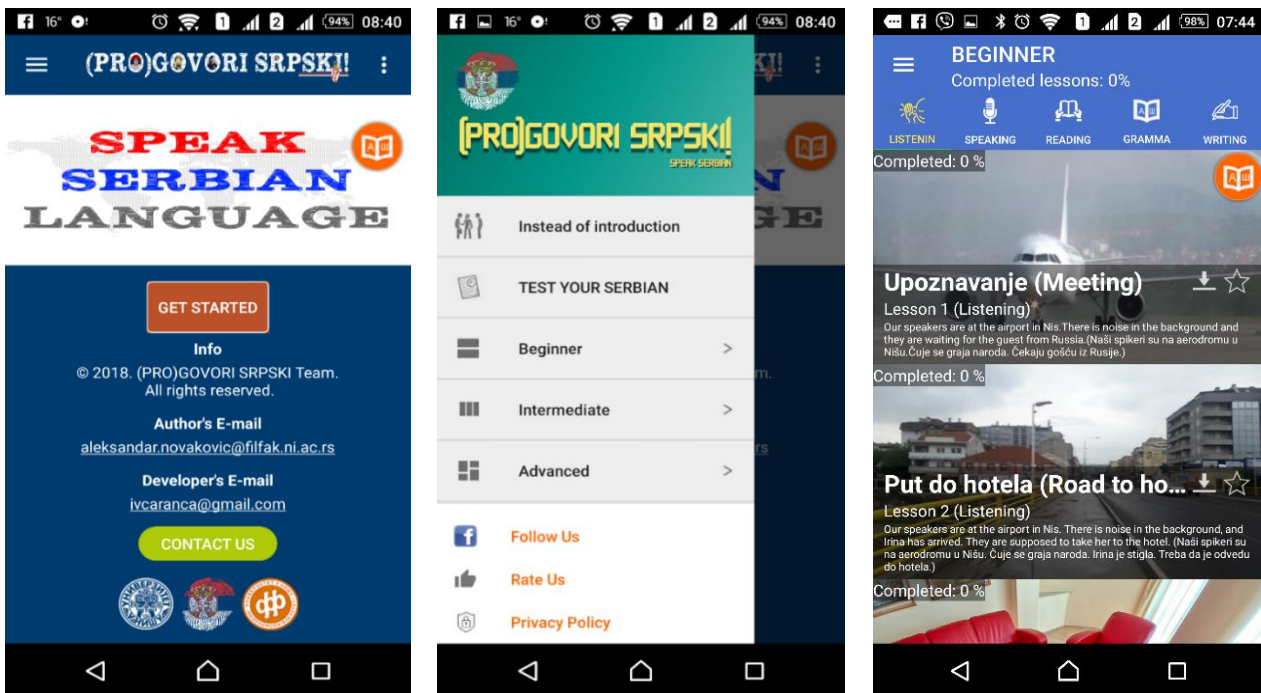 16°
1
2
94%
08:40
(PRO)GOVORI SRPSKI!
SPEAK
SERBIAN
LANGUAGE
GET STARTED
Info
© 2018. (PRO)GOVORI SRPSKI Team.
All rights reserved.
Author's E-mail
aleksandar.novakovic@filfak.ni.ac.rs
Developer's E-mail
ivcaranca@gmail.com
CONTACT US
16°
1
2
94%
08:40
(PRO)GOVORI SRPSKI!
SPEAK SERBIAN
Instead of introduction
TEST YOUR SERBIAN
Beginner >
Intermediate >
Advanced >
Follow Us
Rate Us
Privacy Policy
1
2
98%
07:44
BEGINNER
Completed lessons: 0%
LISTENIN SPEAKING READING GRAMMA WRITING
Completed: 0 %
Upoznavanje (Meeting)
Lesson 1 (Listening)
Our speakers are at the airport in Nis.There is noise in the background and
they are waiting for the guest from Russia.(Naši spikeri su na aerodromu u
Nišu.Čuje se graja naroda. Čekaju gošću iz Rusije.)
Completed: 0 %
Put do hotela (Road to ho...
Lesson 2 (Listening)
Our speakers are at the airport in Nis. There is noise in the background, and
Irina has arrived. They are supposed to take her to the hotel. (Naši spikeri su
na aerodromu u Nišu. Čuje se graja naroda. Irina je stigla. Treba da je odvedu
do hotela.)
Completed: 0 %